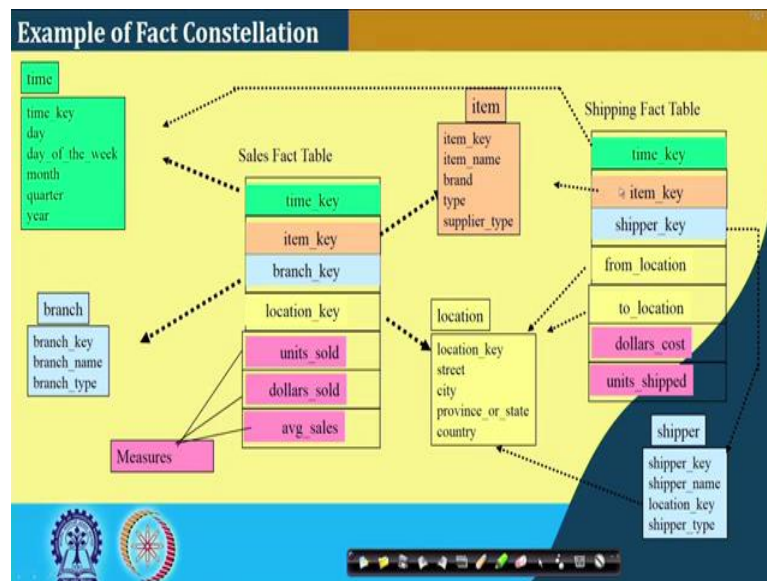 Example of Fact Constellation
time
time_key
day
day_of_the_week
month
quarter
year
Sales Fact Table
time_key
item_key
branch_key
location_key
units_sold
dollars_sold
avg_sales
Measures
branch
branch_key
branch_name
branch_type
item
item_key
item_name
brand
type
supplier_type
location
location_key
street
city
province_or_state
country
Shipping Fact Table
time_key
item_key
shipper_key
from_location
to_location
dollars_cost
units_shipped
shipper
shipper_key
shipper_name
location_key
shipper_type